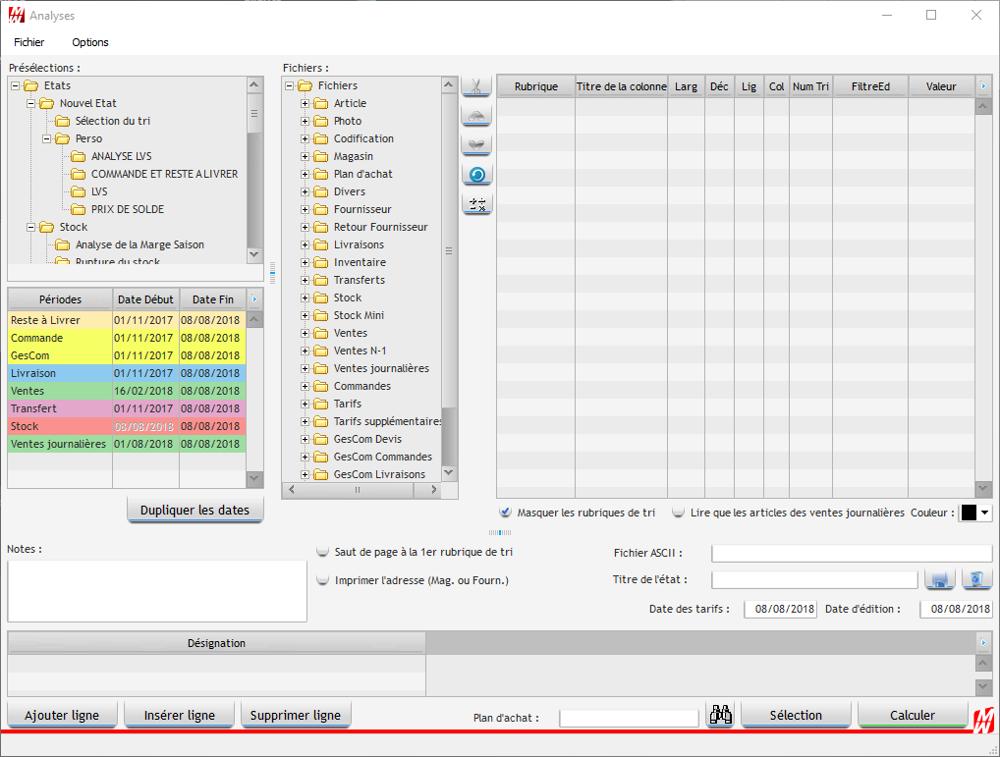 Analyses
Fichier Options
Présélections :
Etats
Nouvel Etat
Sélection du tri
Perso
ANALYSE LVS
COMMANDE ET RESTE A LIVRER
LVS
PRIX DE SOLDE
Stock
Analyse de la Marge Saison
Rupture du stock
Périodes Date Début Date Fin
Reste à Livrer 01/11/2017 08/08/2018
Commande 01/11/2017 08/08/2018
GesCom 01/11/2017 08/08/2018
Livraison 01/11/2017 08/08/2018
Ventes 16/02/2018 08/08/2018
Transfert 01/11/2017 08/08/2018
Stock 08/08/2018 08/08/2018
Ventes journalières 01/08/2018 08/08/2018
Dupliquer les dates
Fichiers :
Fichiers
Article
Photo
Codification
Magasin
Plan d'achat
Divers
Fournisseur
Retour Fournisseur
Livraisons
Inventaire
Transferts
Stock
Stock Mini
Ventes
Ventes N-1
Ventes journalières
Commandes
Tarifs
Tarifs supplémentaires
GesCom Devis
GesCom Commandes
GesCom Livraisons
Rubrique Titre de la colonne Larg Déc Lig Col Num Tri FiltreEd Valeur
Masquer les rubriques de tri Lire que les articles des ventes journalières Couleur :
Notes :
Saut de page à la 1er rubrique de tri
Imprimer l'adresse (Mag. ou Fourn.)
Fichier ASCII :
Titre de l'état :
Date des tarifs : 08/08/2018 Date d'édition : 08/08/2018
Désignation
Ajouter ligne Insérer ligne Supprimer ligne Plan d'achat : Sélection Calculer